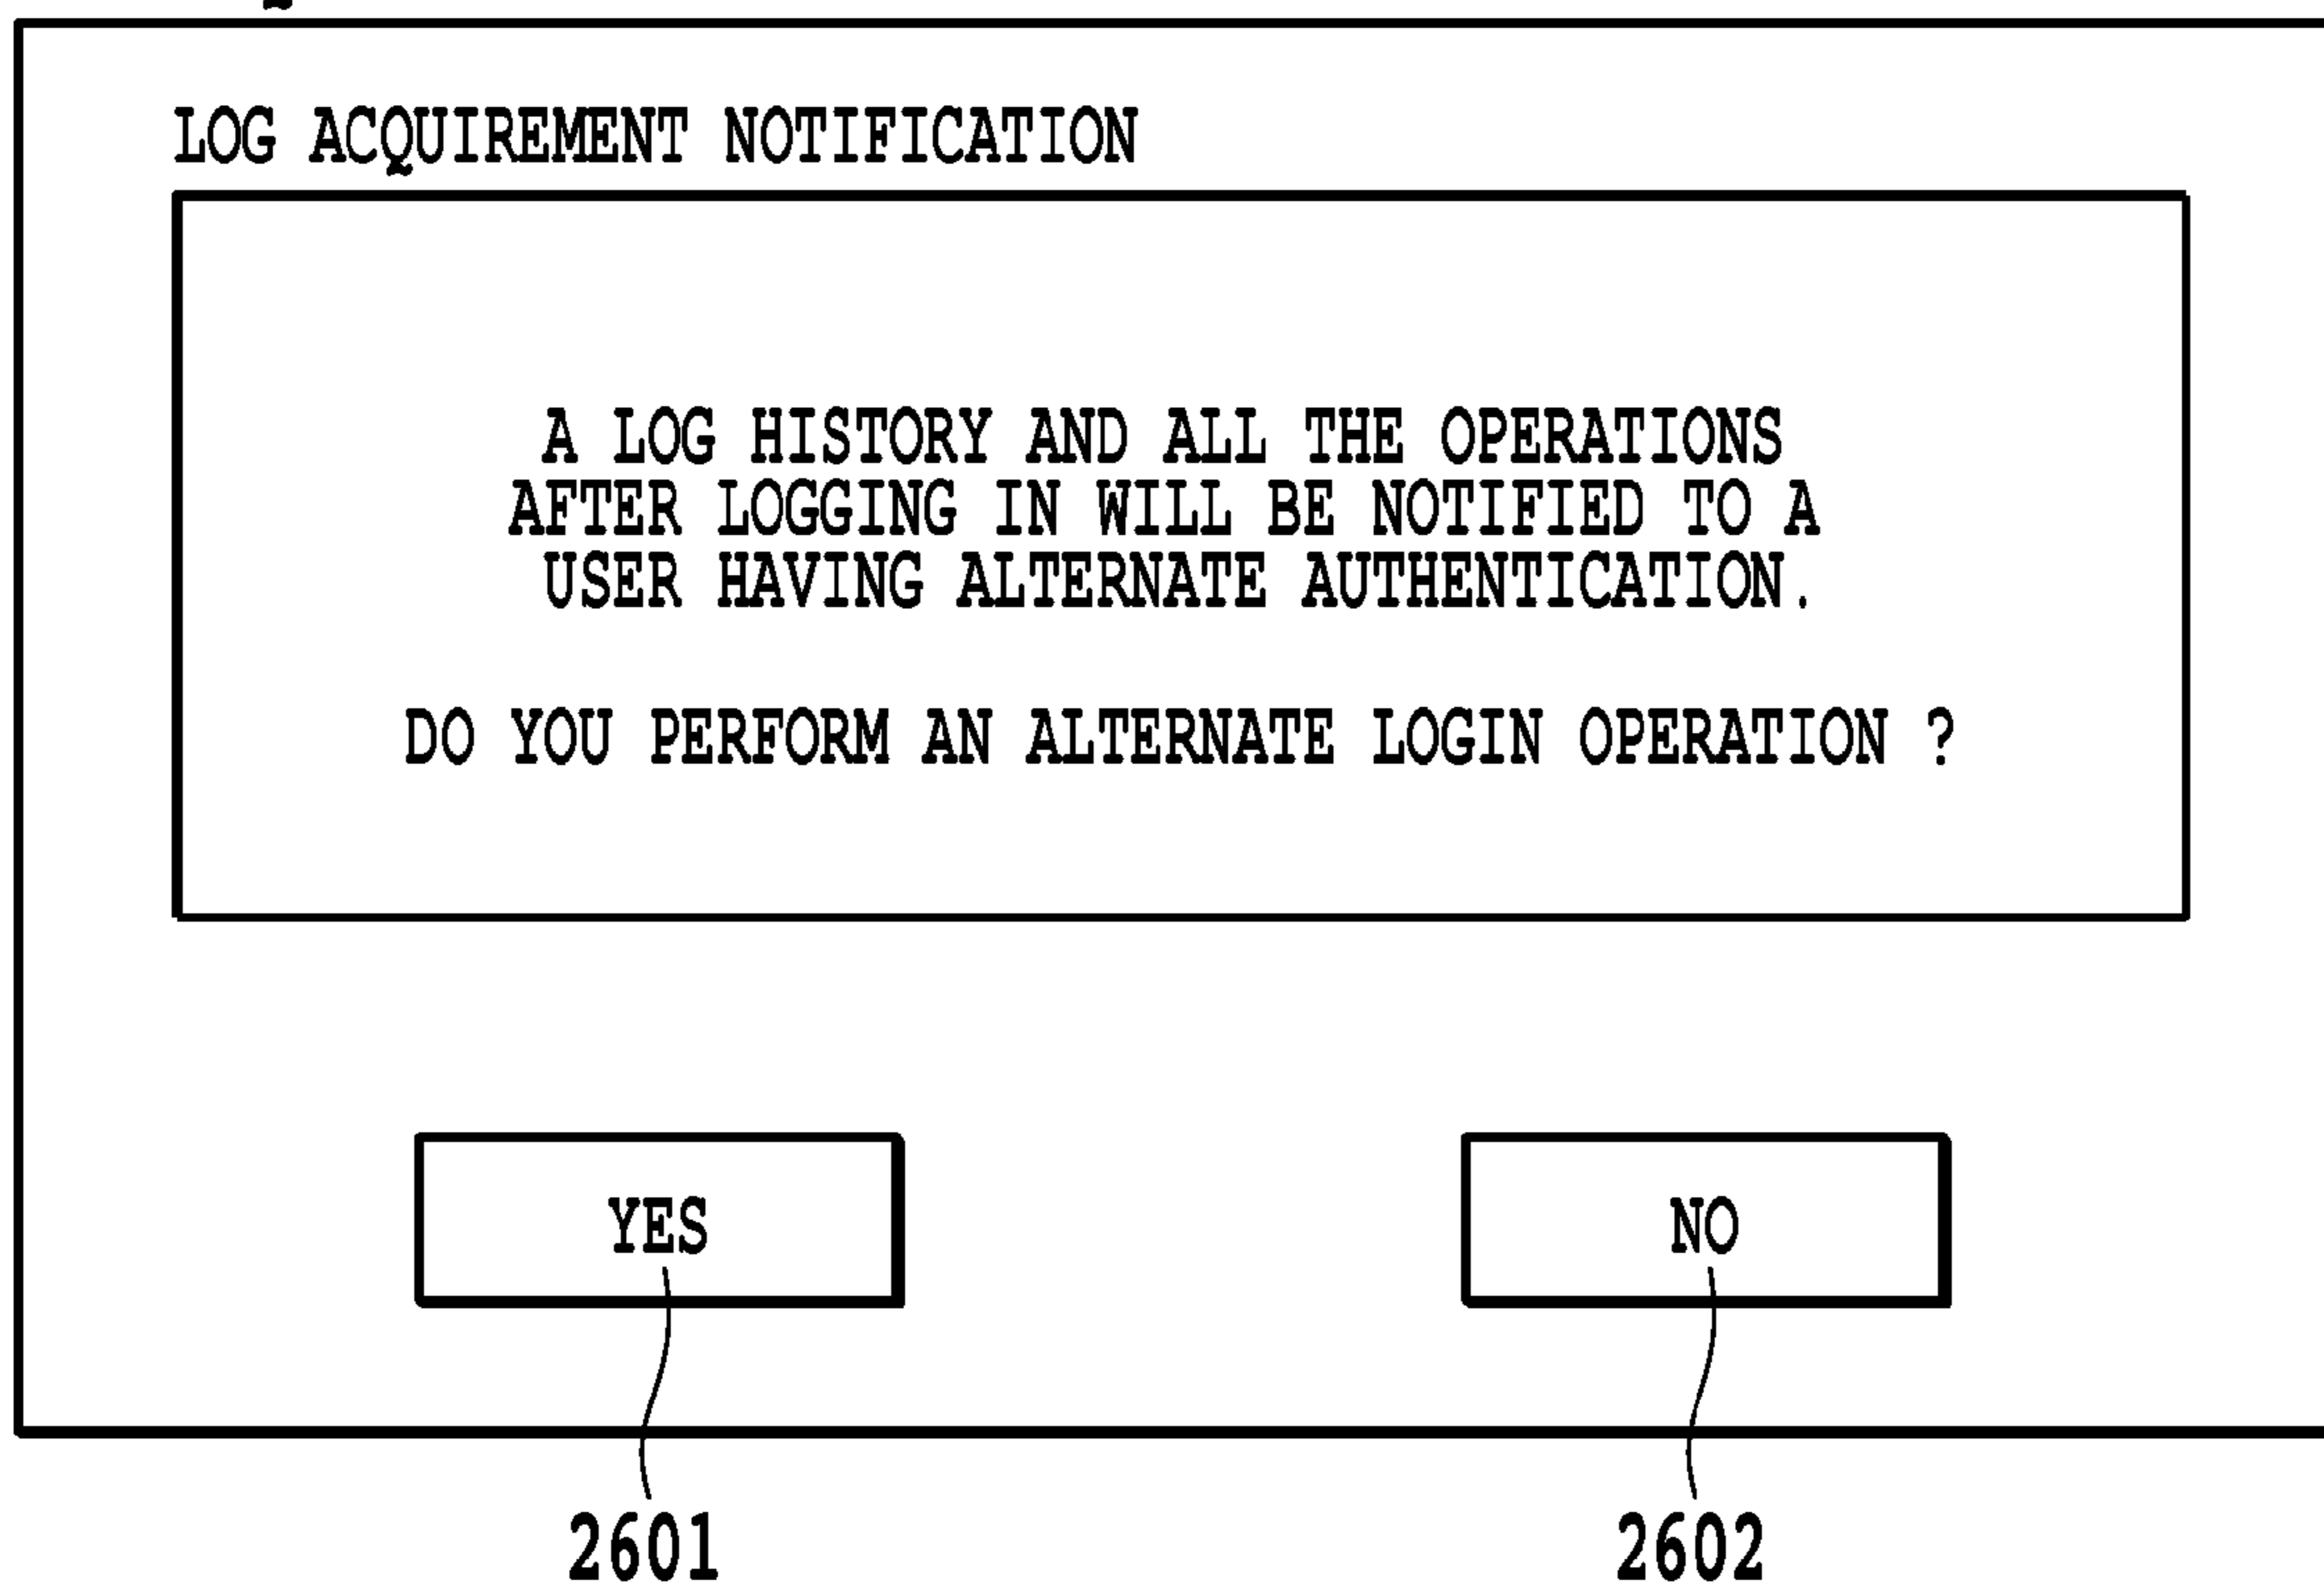 LOG ACQUIREMENT NOTIFICATION
A LOG HISTORY AND ALL THE OPERATIONS
AFTER LOGGING IN WILL BE NOTIFIED TO A
USER HAVING ALTERNATE AUTHENTICATION.
DO YOU PERFORM AN ALTERNATE LOGIN OPERATION ?
YES
NO
2601
2602